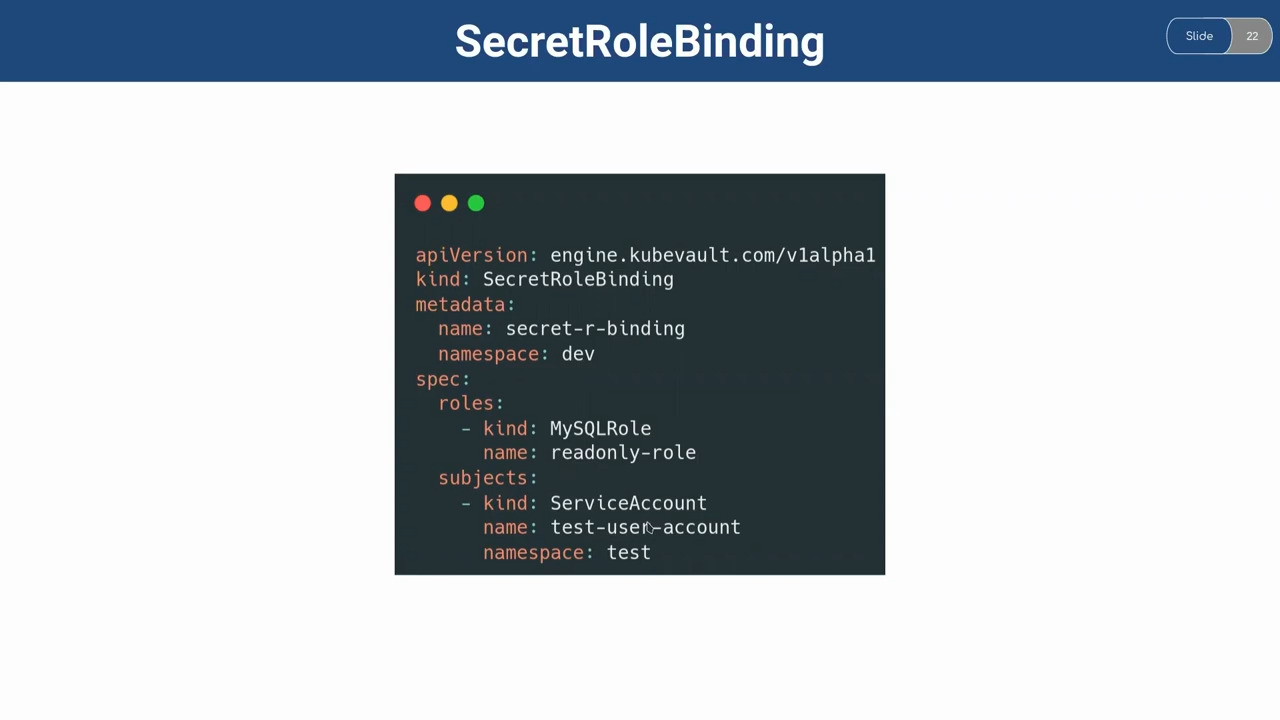 SecretRoleBinding
Slide 22
apiVersion: engine.kubevault.com/v1alpha1
kind: SecretRoleBinding
metadata:
  name: secret-r-binding
  namespace: dev
spec:
  roles:
    - kind: MySQLRole
      name: readonly-role
  subjects:
    - kind: ServiceAccount
      name: test-user-account
      namespace: test